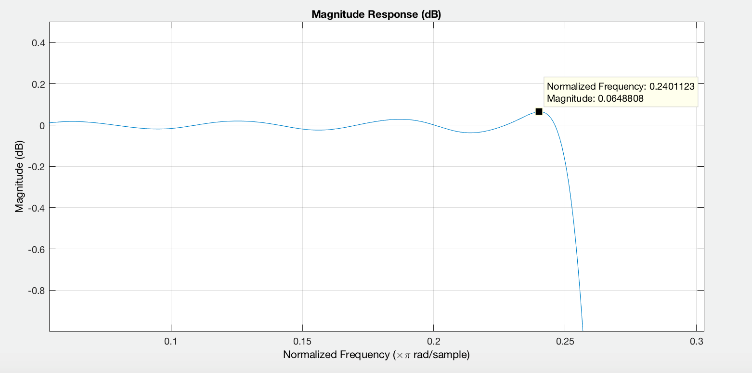 Magnitude Response (dB)
0.4
0.2
0
-0.2
-0.4
-0.6
-0.8
Magnitude (dB)
Normalized Frequency: 0.2401123
Magnitude: 0.0648808
0.1
0.15
0.2
0.25
0.3
Normalized Frequency (×π rad/sample)